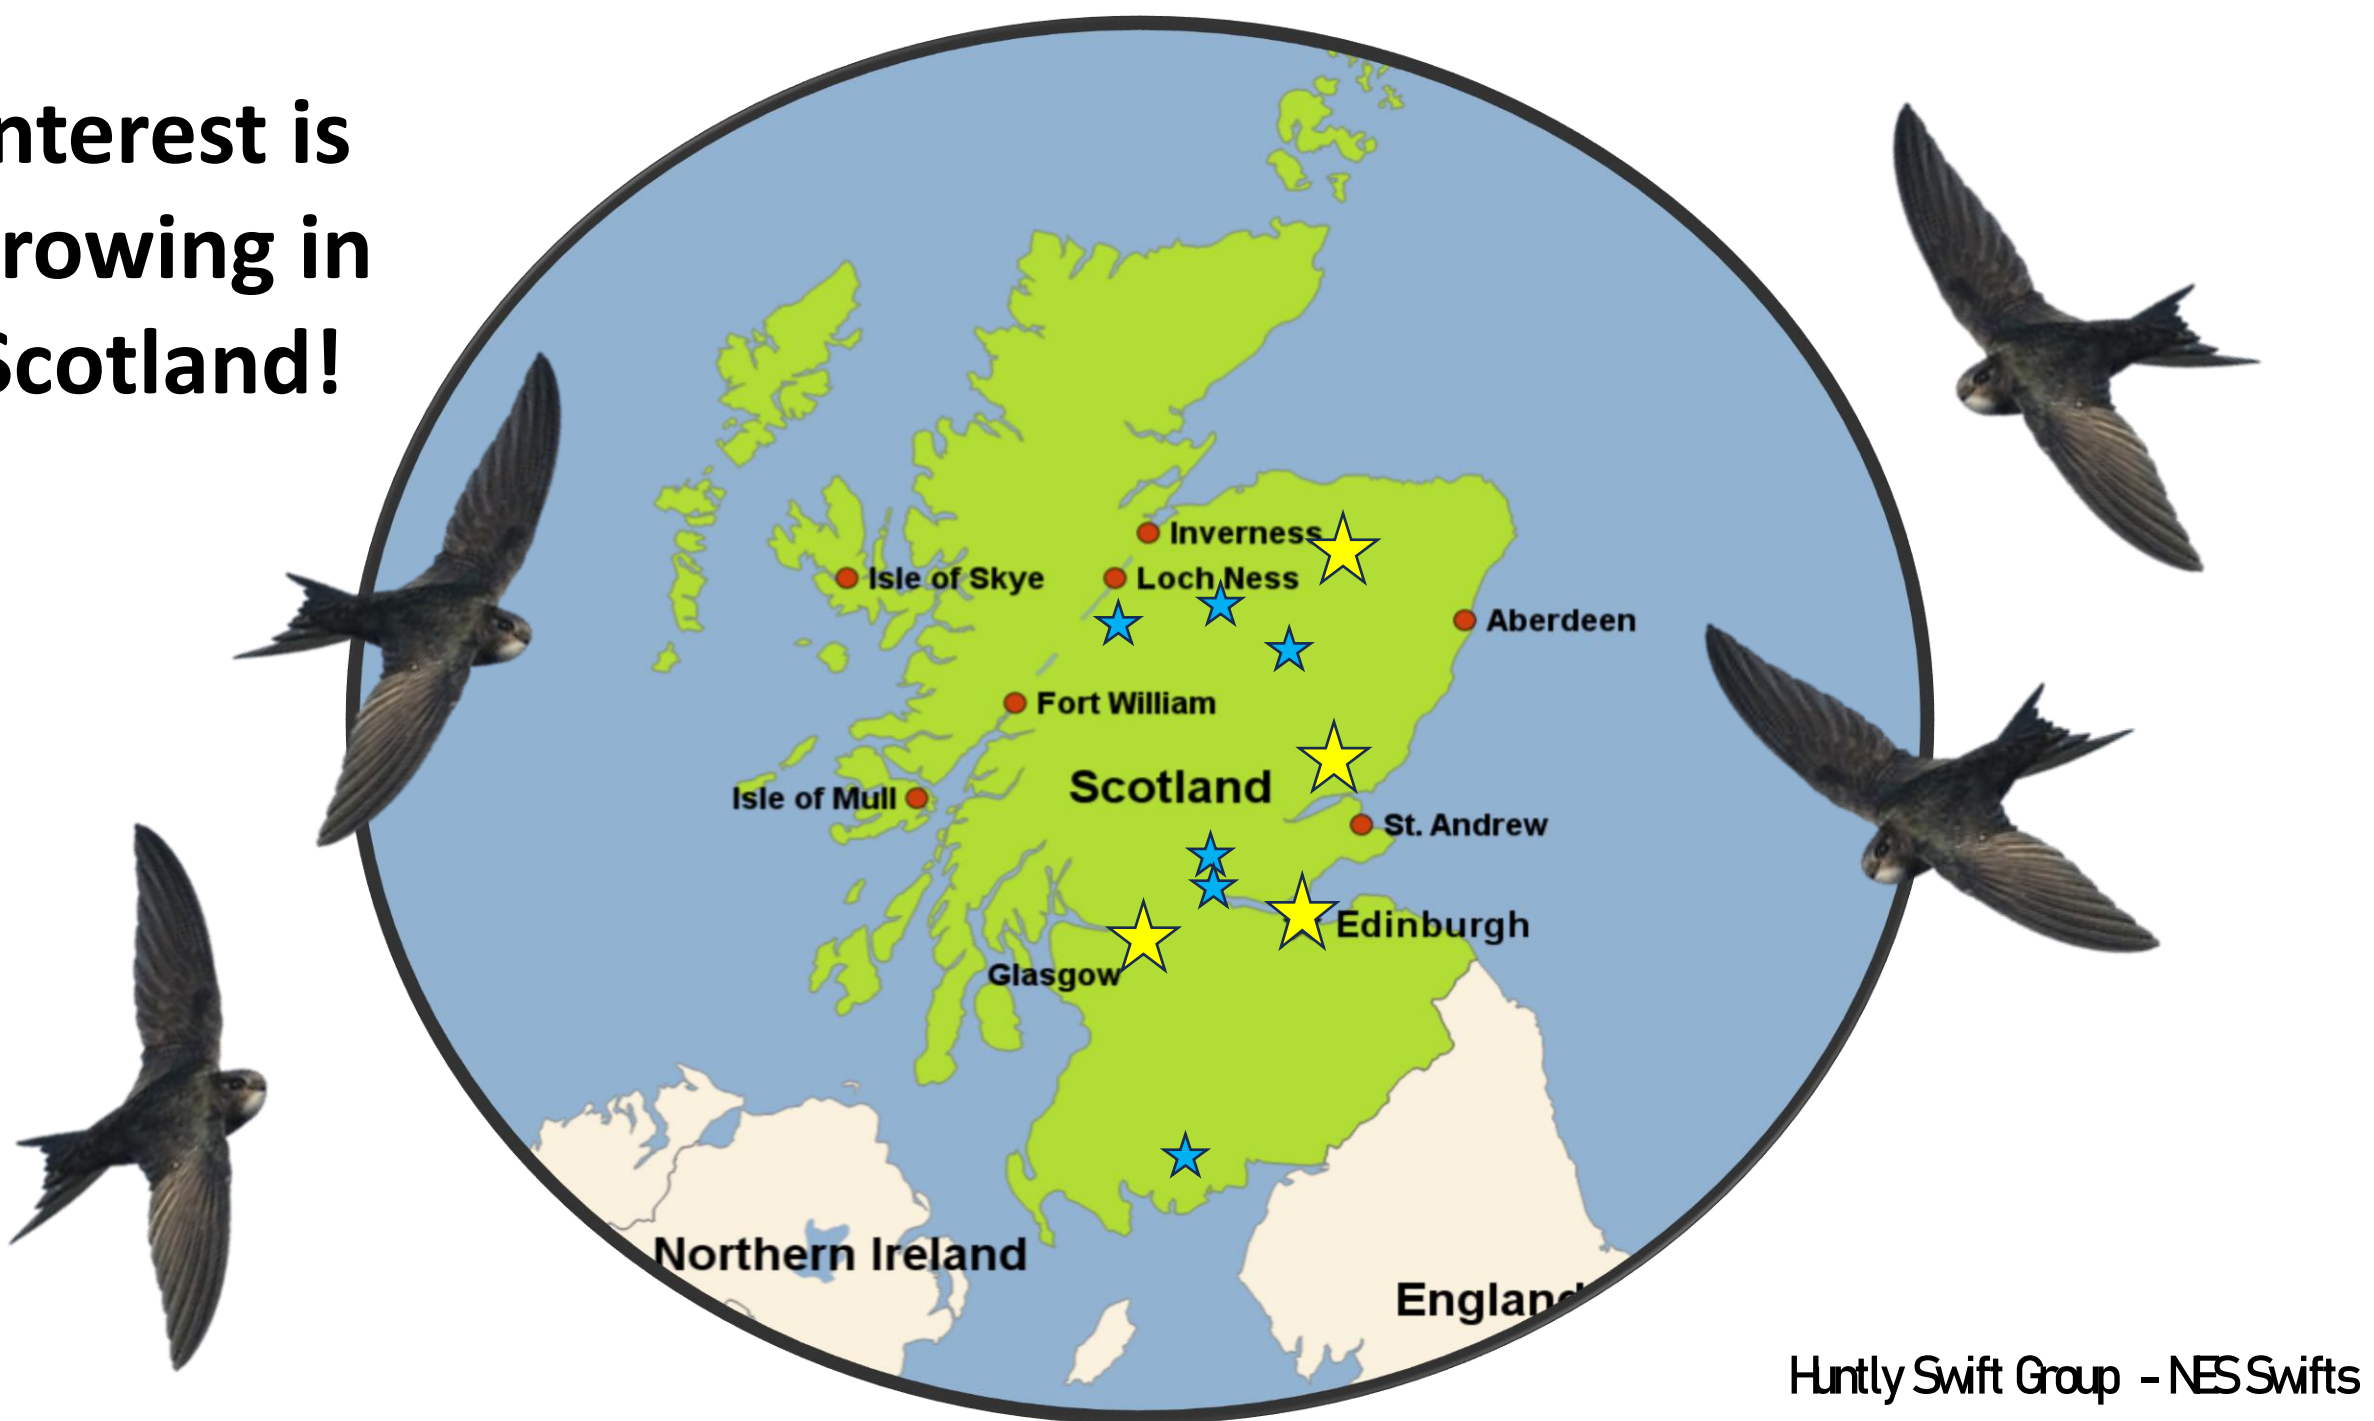 nterest is
rowing in
Scotland!
Inverness
Isle of Skye
Loch Ness
Aberdeen
Fort William
Scotland
Isle of Mull
St. Andrew
Edinburgh
Glasgow
Northern Ireland
England
Huntly Swift Group - NES Swifts